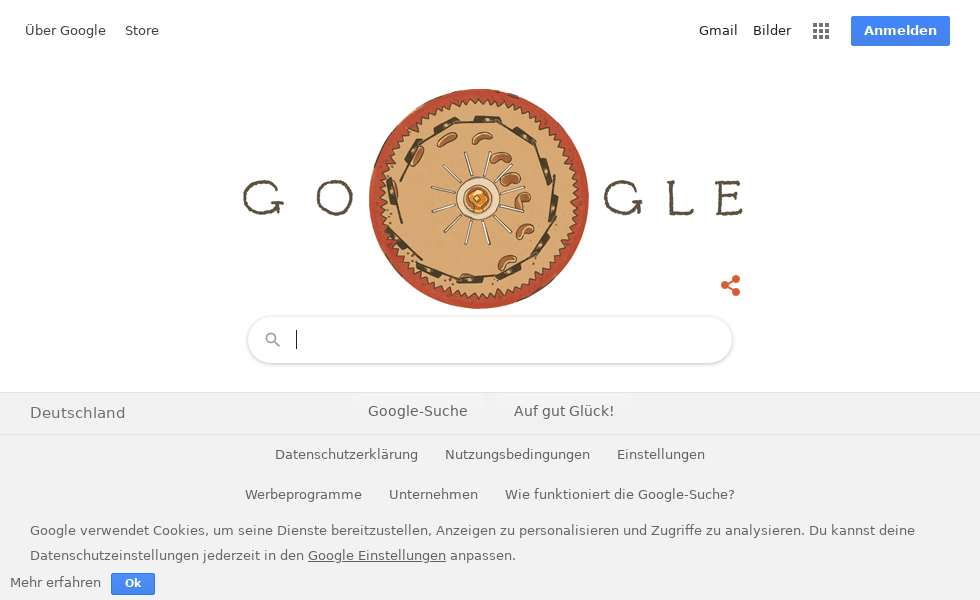 Über Google Store Gmail Bilder Anmelden
G O GLE
Deutschland Google-Suche Auf gut Glück!
Datenschutzerklärung Nutzungsbedingungen Einstellungen
Werbeprogramme Unternehmen Wie funktioniert die Google-Suche?
Google verwendet Cookies, um seine Dienste bereitzustellen, Anzeigen zu personalisieren und Zugriffe zu analysieren. Du kannst deine
Datenschutzeinstellungen jederzeit in den Google Einstellungen anpassen.
Mehr erfahren Ok